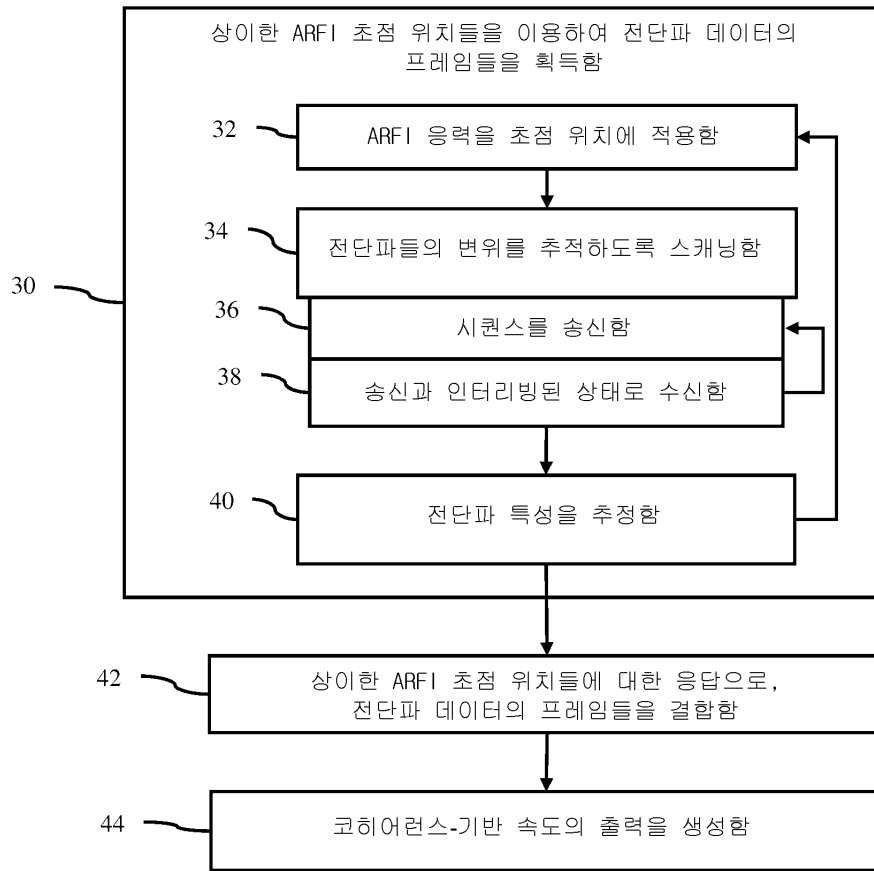 상이한 ARFI 초점 위치들을 이용하여 전단파 데이터의
프레임들을 획득함
32
ARFI 응력을 초점 위치에 적용함
34
전단파들의 변위를 추적하도록 스캐닝함
30
36
시퀀스를 송신함
38
송신과 인터리빙된 상태로 수신함
40
전단파 특성을 추정함
42
상이한 ARFI 초점 위치들에 대한 응답으로,
전단파 데이터의 프레임들을 결합함
44
코히어런스-기반 속도의 출력을 생성함